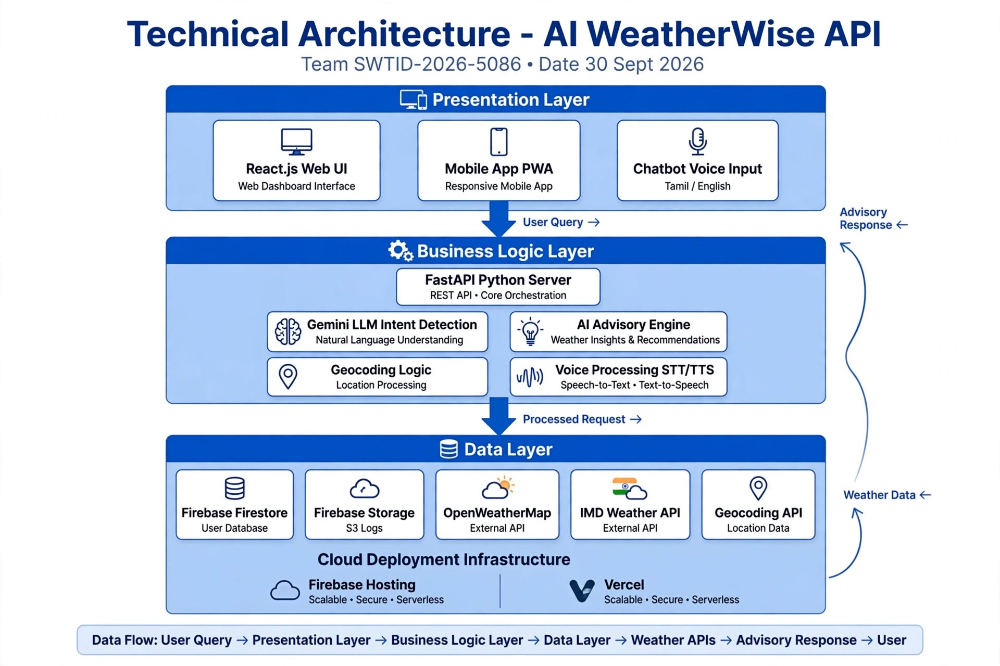 Technical Architecture - AI WeatherWise API
Team SWTID-2026-5086 • Date 30 Sept 2026
Presentation Layer
React.js Web UI
Web Dashboard Interface
Mobile App PWA
Responsive Mobile App
Chatbot Voice Input
Tamil / English
User Query →
Advisory
Response ←
Business Logic Layer
FastAPI Python Server
REST API • Core Orchestration
Gemini LLM Intent Detection
Natural Language Understanding
AI Advisory Engine
Weather Insights & Recommendations
Geocoding Logic
Location Processing
Voice Processing STT/TTS
Speech-to-Text • Text-to-Speech
Processed Request →
Data Layer
Firebase Firestore
User Database
Firebase Storage
S3 Logs
OpenWeatherMap
External API
IMD Weather API
External API
Geocoding API
Location Data
Weather Data ←
Cloud Deployment Infrastructure
Firebase Hosting
Scalable • Secure • Serverless
Vercel
Scalable • Secure • Serverless
Data Flow: User Query → Presentation Layer → Business Logic Layer → Data Layer → Weather APIs → Advisory Response → User